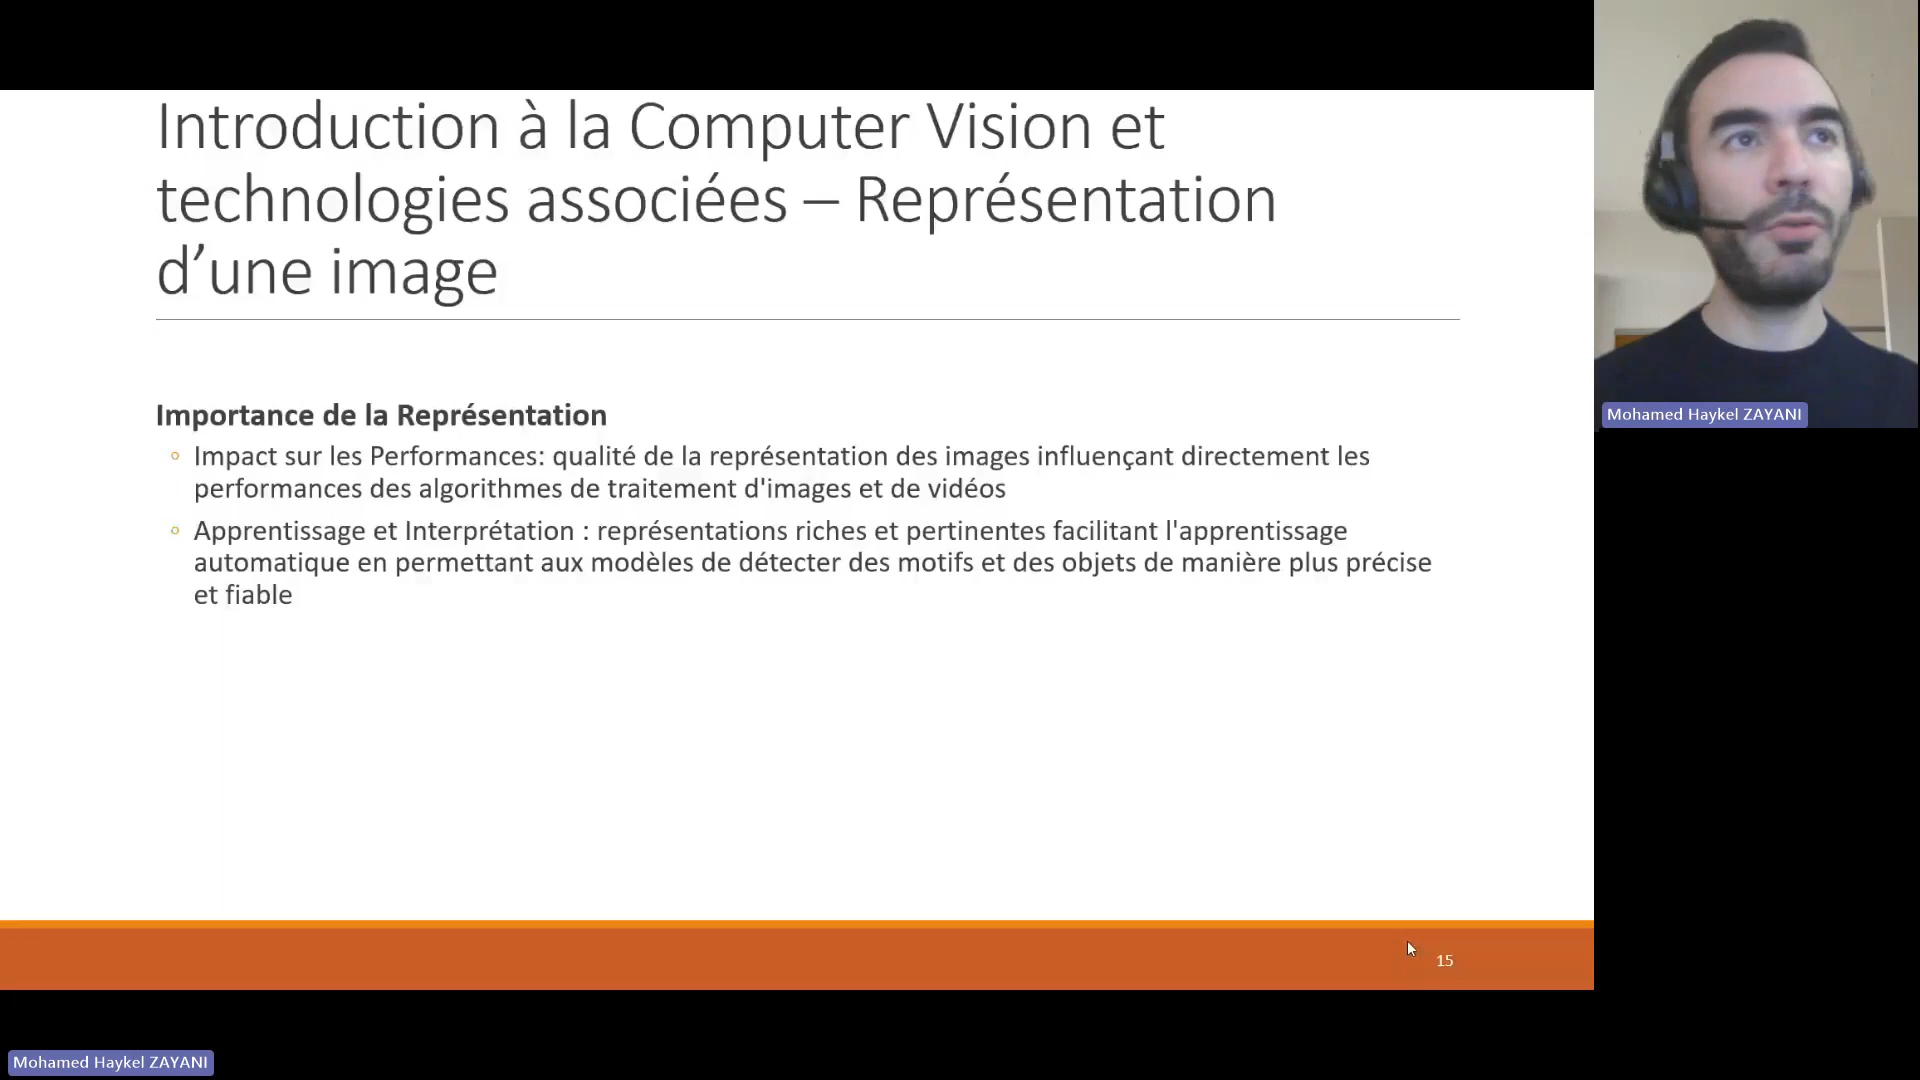 Introduction à la Computer Vision et
technologies associées – Représentation
d’une image
Importance de la Représentation
◦ Impact sur les Performances: qualité de la représentation des images influençant directement les
performances des algorithmes de traitement d'images et de vidéos
◦ Apprentissage et Interprétation : représentations riches et pertinentes facilitant l'apprentissage
automatique en permettant aux modèles de détecter des motifs et des objets de manière plus précise
et fiable
15
Mohamed Haykel ZAYANI
Mohamed Haykel ZAYANI